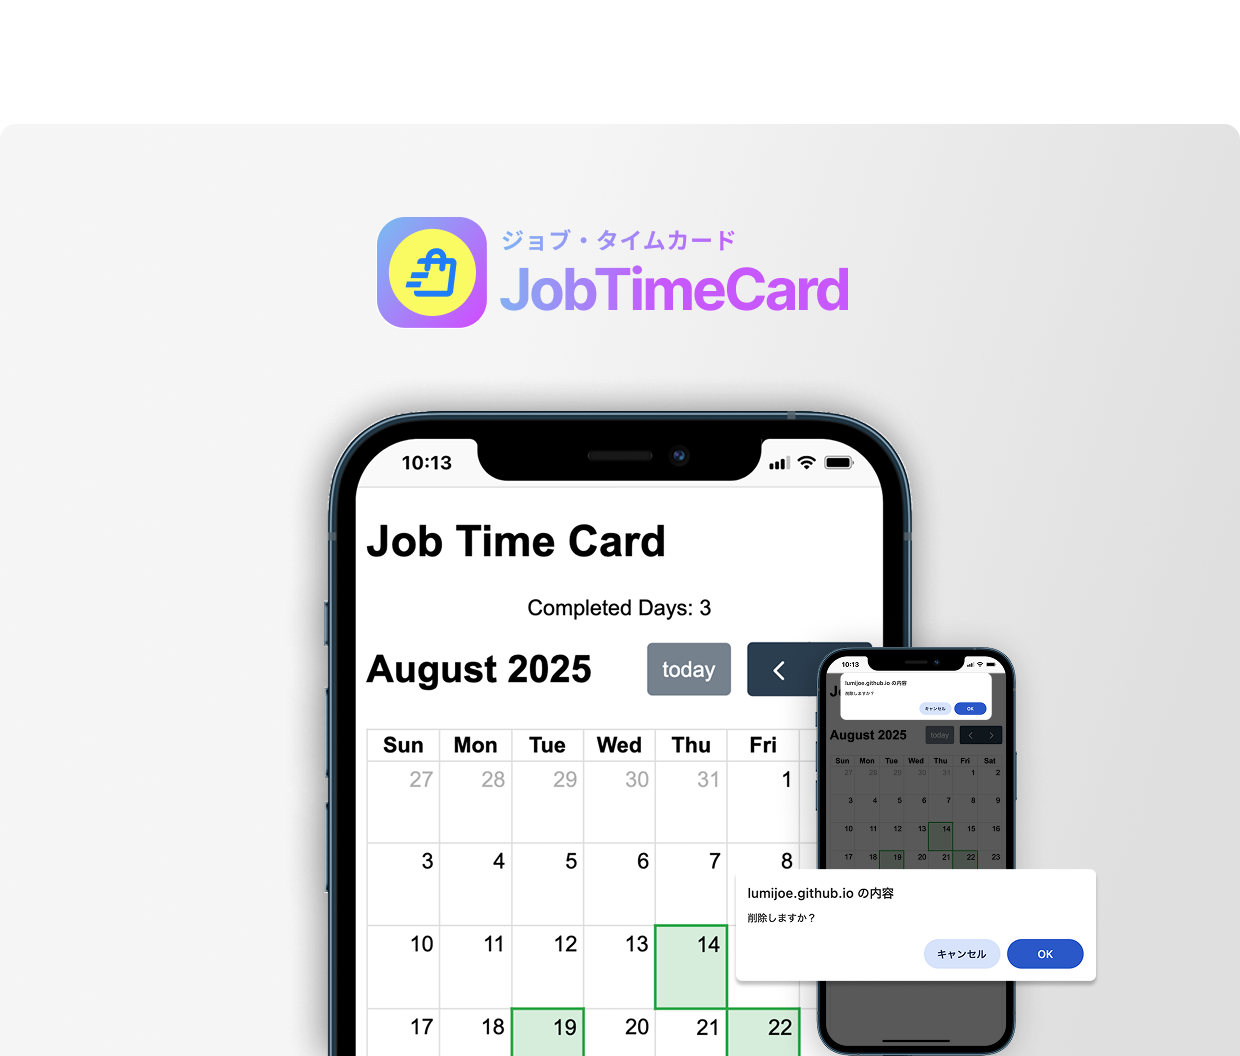 ジョブ・タイムカード
JobTimeCard
10:13
Job Time Card
Completed Days: 3
August 2025
today
Sun Mon Tue Wed Thu Fri
27 28 29 30 31 1
3 4 5 6 7 8
10 11 12 13 14
17 18 19 20 21 22
10:13
lumijoe.github.io の内容
削除しますか？
キャンセル OK
August 2025
today
Sun Mon Tue Wed Thu Fri Sat
27 28 29 30 31 1 2
3 4 5 6 7 8 9
10 11 12 13 14 15 16
17 18 19 20 21 22 23
lumijoe.github.io の内容
削除しますか？
キャンセル OK